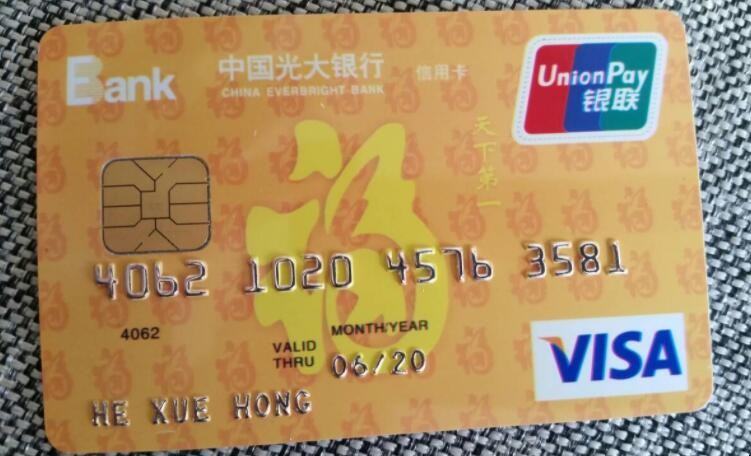 Bank 中国光大银行 信用卡
CHINA EVERBRIGHT BANK
UnionPay
银联
天下第一
福
4062 1020 4576 3581
4062
MONTH/YEAR
VALID
THRU 06/20
VISA
HE XUE HONG